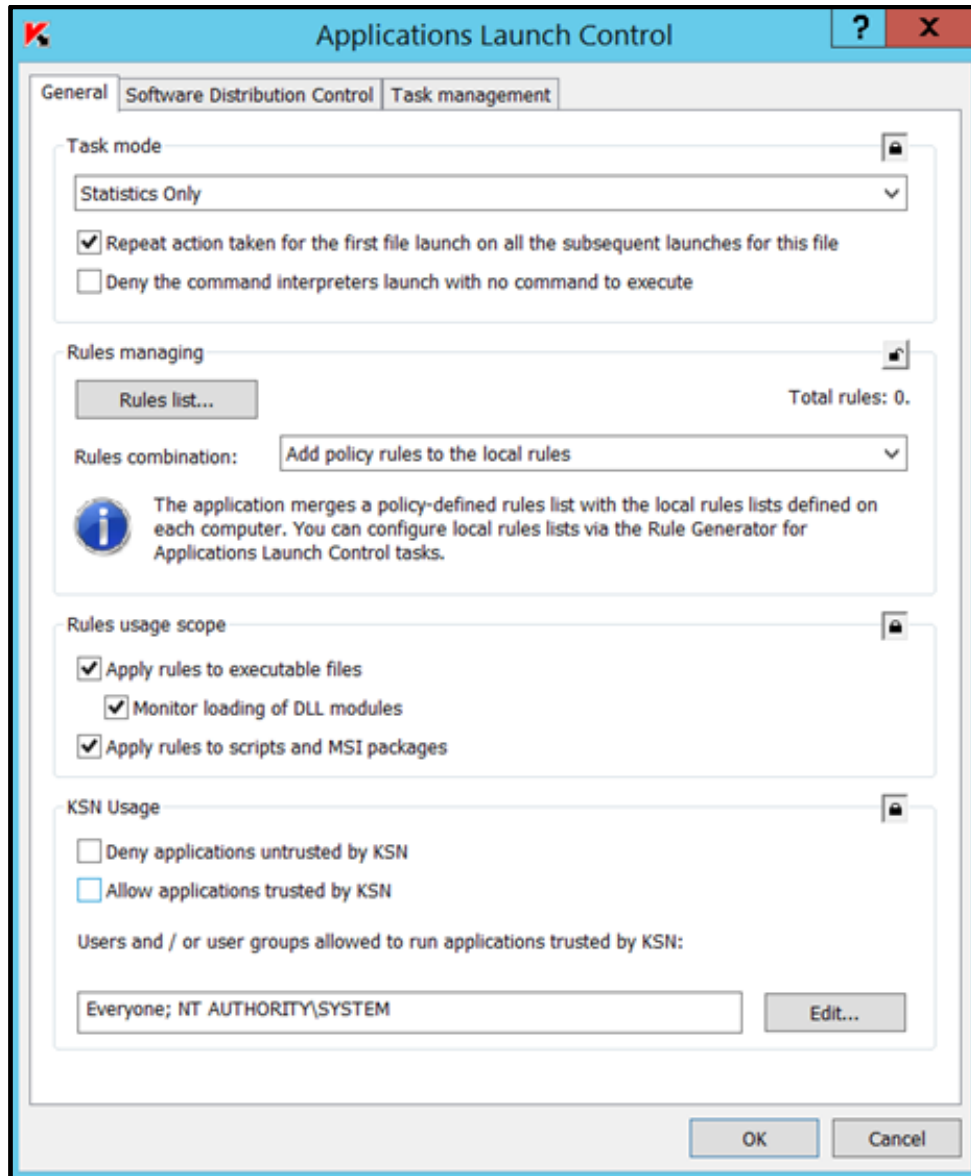 Applications Launch Control
General
Software Distribution Control
Task management
Task mode
Statistics Only
Repeat action taken for the first file launch on all the subsequent launches for this file
Deny the command interpreters launch with no command to execute
Rules managing
Rules list...
Total rules: 0.
Rules combination:
Add policy rules to the local rules
The application merges a policy-defined rules list with the local rules lists defined on
each computer. You can configure local rules lists via the Rule Generator for
Applications Launch Control tasks.
Rules usage scope
Apply rules to executable files
Monitor loading of DLL modules
Apply rules to scripts and MSI packages
KSN Usage
Deny applications untrusted by KSN
Allow applications trusted by KSN
Users and / or user groups allowed to run applications trusted by KSN:
Everyone; NT AUTHORITY\SYSTEM
Edit...
OK
Cancel